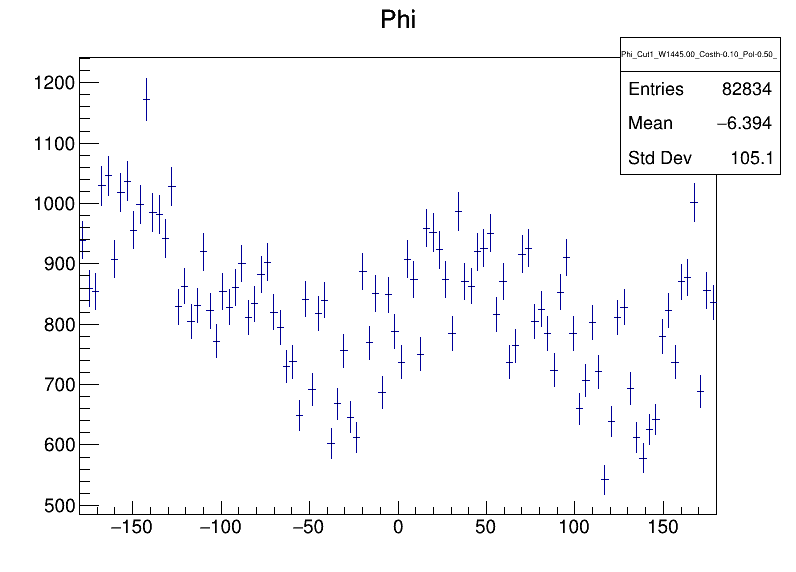 Phi
Phi_Cut1_W1445.00_Costh-0.10_Pol-0.50_
Entries 82834
Mean −6.394
Std Dev 105.1
1200
1100
1000
900
800
700
600
500
−150 −100 −50 0 50 100 150